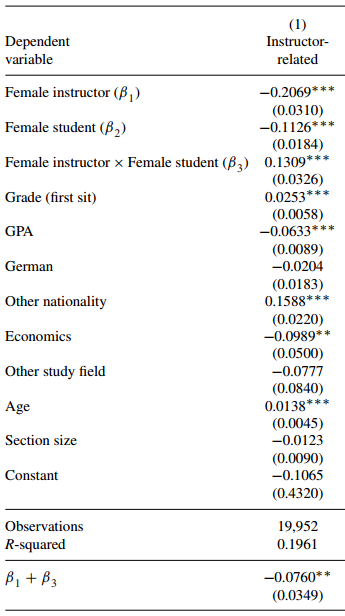 (1)
Dependent Instructor-
variable related
Female instructor (β₁) −0.2069***
(0.0310)
Female student (β₂) −0.1126***
(0.0184)
Female instructor × Female student (β₃) 0.1309***
(0.0326)
Grade (first sit) 0.0253***
(0.0058)
GPA −0.0633***
(0.0089)
German −0.0204
(0.0183)
Other nationality 0.1588***
(0.0220)
Economics −0.0989**
(0.0500)
Other study field −0.0777
(0.0840)
Age 0.0138***
(0.0045)
Section size −0.0123
(0.0090)
Constant −0.1065
(0.4320)
Observations 19,952
R-squared 0.1961
β₁ + β₃ −0.0760**
(0.0349)